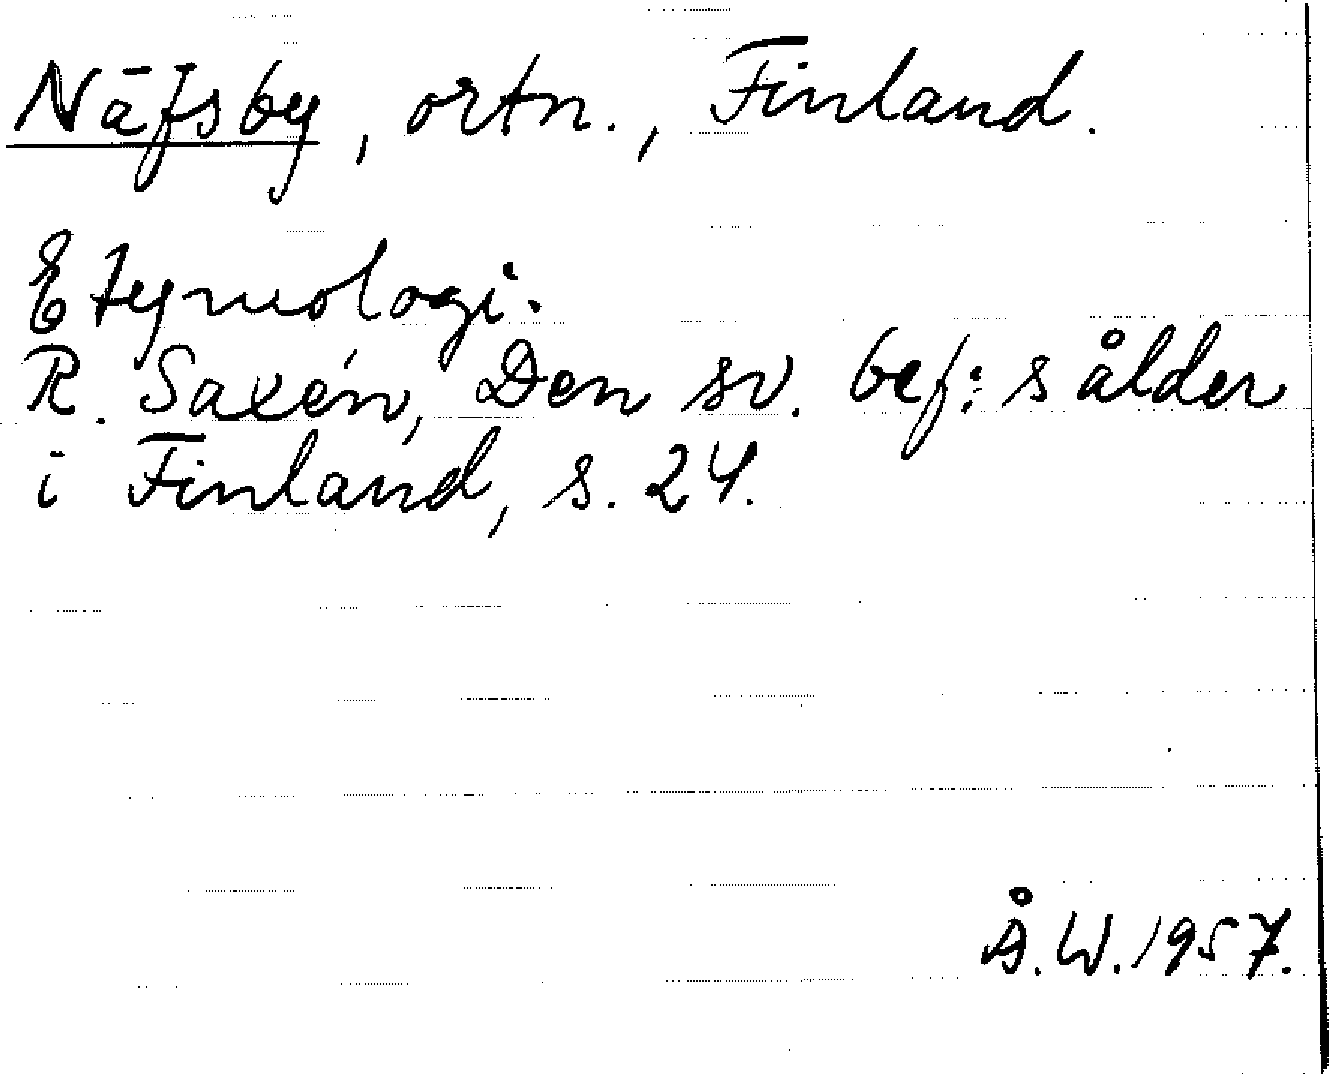 Näfsby, ortn., Finland.
Etymologi.
R. Saxén, Den sv. bef:s ålder
i Finland, s. 24.
Å.W. 1957.